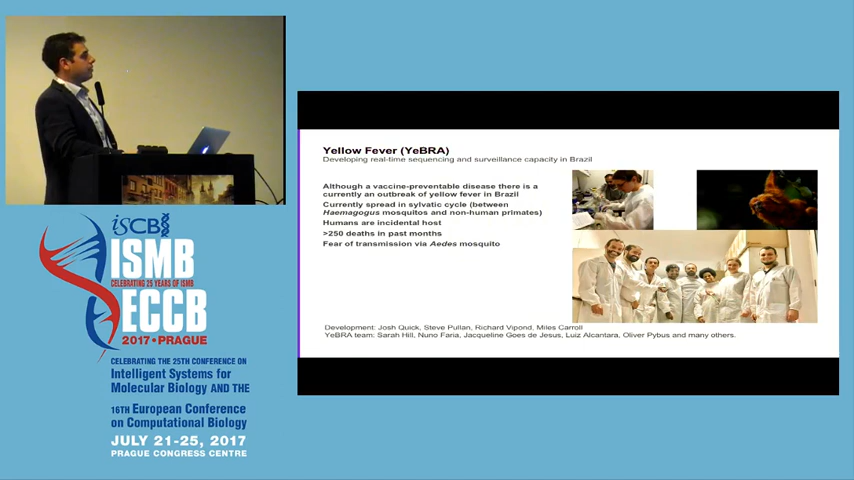 iSCB
ISMB
CELEBRATING 25 YEARS OF ISMB
ECCB
2017 • PRAGUE
CELEBRATING THE 25TH CONFERENCE ON
Intelligent Systems for
Molecular Biology AND THE
16TH European Conference
on Computational Biology
JULY 21-25, 2017
PRAGUE CONGRESS CENTRE
Yellow Fever (YeBRA)
Developing real-time sequencing and surveillance capacity in Brazil
Although a vaccine-preventable disease there is a
currently an outbreak of yellow fever in Brazil
Currently spread in sylvatic cycle (between
Haemagogus mosquitos and non-human primates)
Humans are incidental host
>250 deaths in past months
Fear of transmission via Aedes mosquito
Development: Josh Quick, Steve Pullan, Richard Vipond, Miles Carroll
YeBRA team: Sarah Hill, Nuno Faria, Jacqueline Goes de Jesus, Luiz Alcantara, Oliver Pybus and many others.